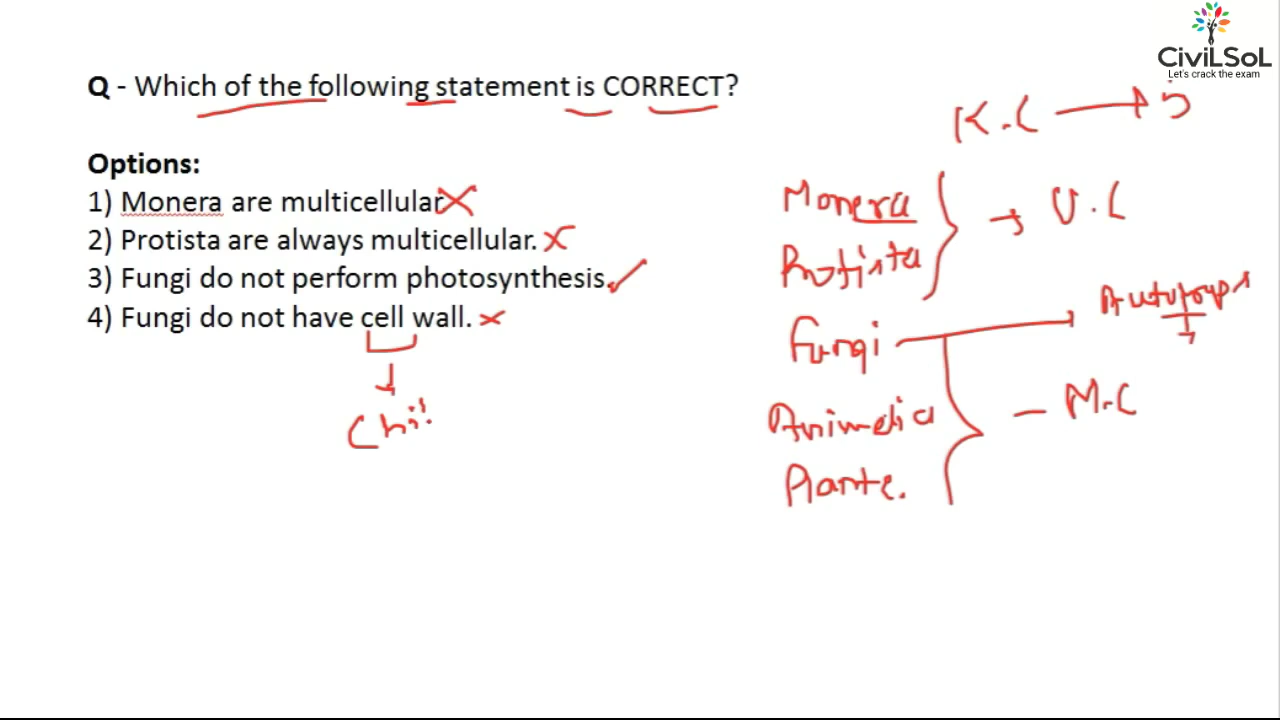 CiviLSoL
Let's crack the exam
Q - Which of the following statement is CORRECT?
K.C → 5
Options:
1) Monera are multicellular
2) Protista are always multicellular.
3) Fungi do not perform photosynthesis.
4) Fungi do not have cell wall.
Chiti
Monera
Protista
→ U.C
Fungi
Animalia
Plante.
- M.C